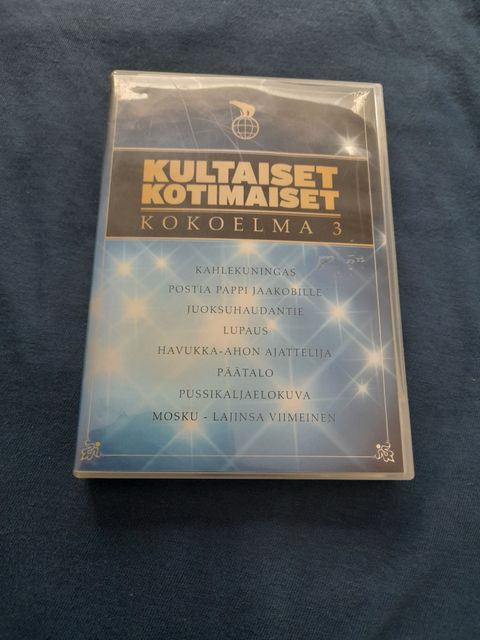 KULTAISET
KOTIMAISET
KOKOELMA 3
KAHLEKUNINGAS
POSTIA PAPPI JAAKOBILLE
JUOKSUHAUDANTIE
LUPAUS
HAVUKKA-AHON AJATTELIJA
PÄÄTALO
PUSSIKALJAELOKUVA
MOSKU - LAJINSA VIIMEINEN